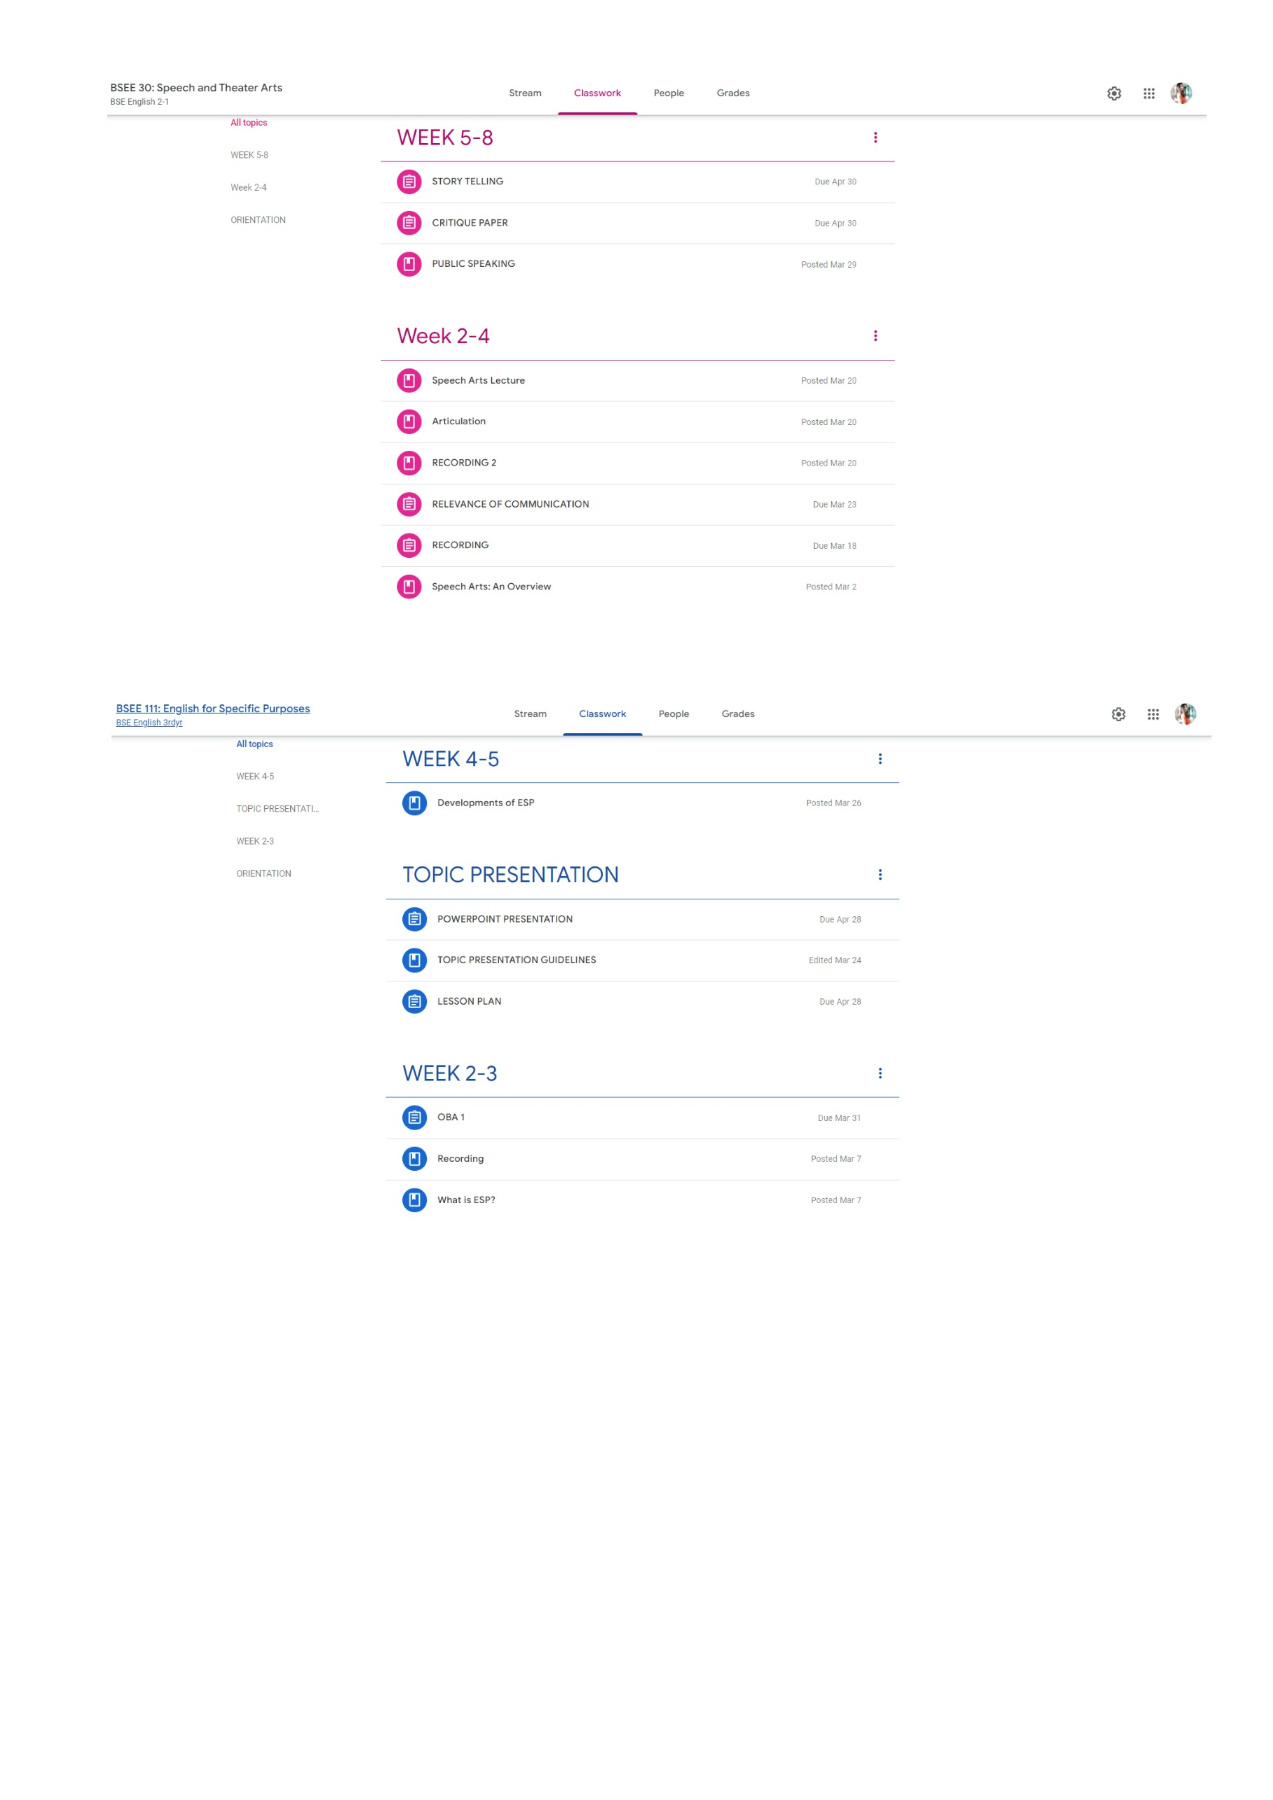 BSEE 30: Speech and Theater Arts
BSE English 2-1
Stream Classwork People Grades
All topics
WEEK 5-8
Week 2-4
ORIENTATION
WEEK 5-8
STORY TELLING Due Apr 30
CRITIQUE PAPER Due Apr 30
PUBLIC SPEAKING Posted Mar 29
Week 2-4
Speech Arts Lecture Posted Mar 20
Articulation Posted Mar 20
RECORDING 2 Posted Mar 20
RELEVANCE OF COMMUNICATION Due Mar 23
RECORDING Due Mar 18
Speech Arts: An Overview Posted Mar 2
BSEE 111: English for Specific Purposes
BSE English 3rdyr
Stream Classwork People Grades
All topics
WEEK 4-5
TOPIC PRESENTATI...
WEEK 2-3
ORIENTATION
WEEK 4-5
Developments of ESP Posted Mar 26
TOPIC PRESENTATION
POWERPOINT PRESENTATION Due Apr 28
TOPIC PRESENTATION GUIDELINES Edited Mar 24
LESSON PLAN Due Apr 28
WEEK 2-3
OBA 1 Due Mar 31
Recording Posted Mar 7
What is ESP? Posted Mar 7